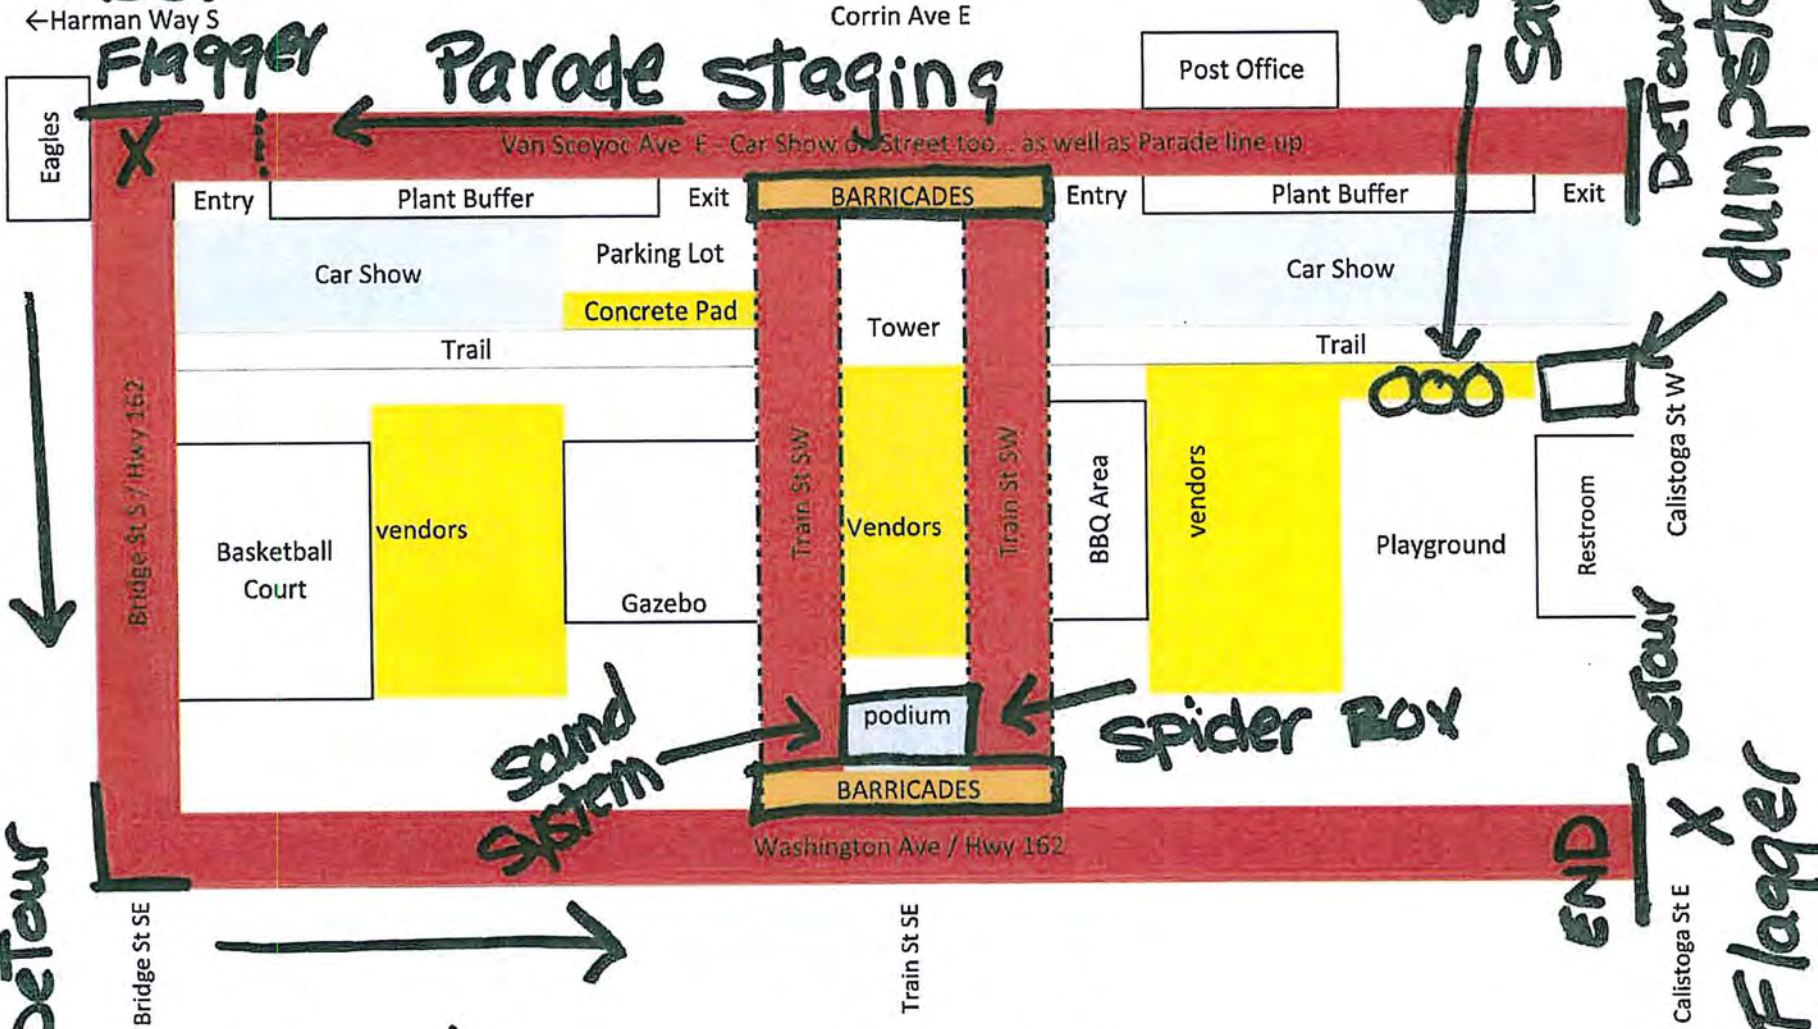 ←Harman Way S
Corrin Ave E
Flagger
Parade staging
Post Office
DeTour
dumpster
Eagles
X
Van Scoyoc Ave E - Car Show on Street too... as well as Parade line up
Entry
Plant Buffer
Exit
BARRICADES
Entry
Plant Buffer
Exit
Car Show
Parking Lot
Concrete Pad
Tower
Car Show
Trail
Trail
Bridge St S / Hwy 162
Basketball
Court
vendors
Gazebo
Train St SW
Vendors
Train St SW
BBQ Area
vendors
Playground
Restroom
Calistoga St W
Sound
System
podium
Spider Box
BARRICADES
DeTour
X
Flagger
Washington Ave / Hwy 162
END
DeTour
Bridge St SE
Train St SE
Calistoga St E